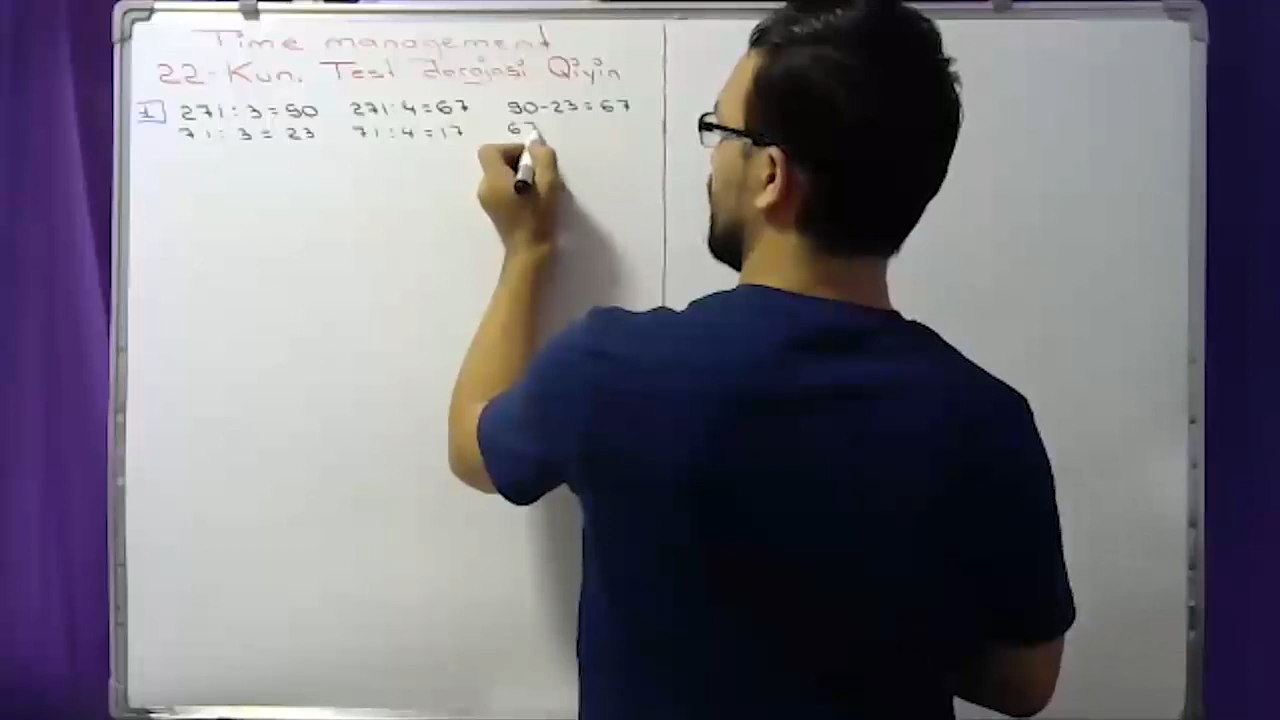 Time management
22-Kun. Test darajasi Qiyin
1 271:3=90 271:4=67 90-23=67
71:3=23 71:4=17 67